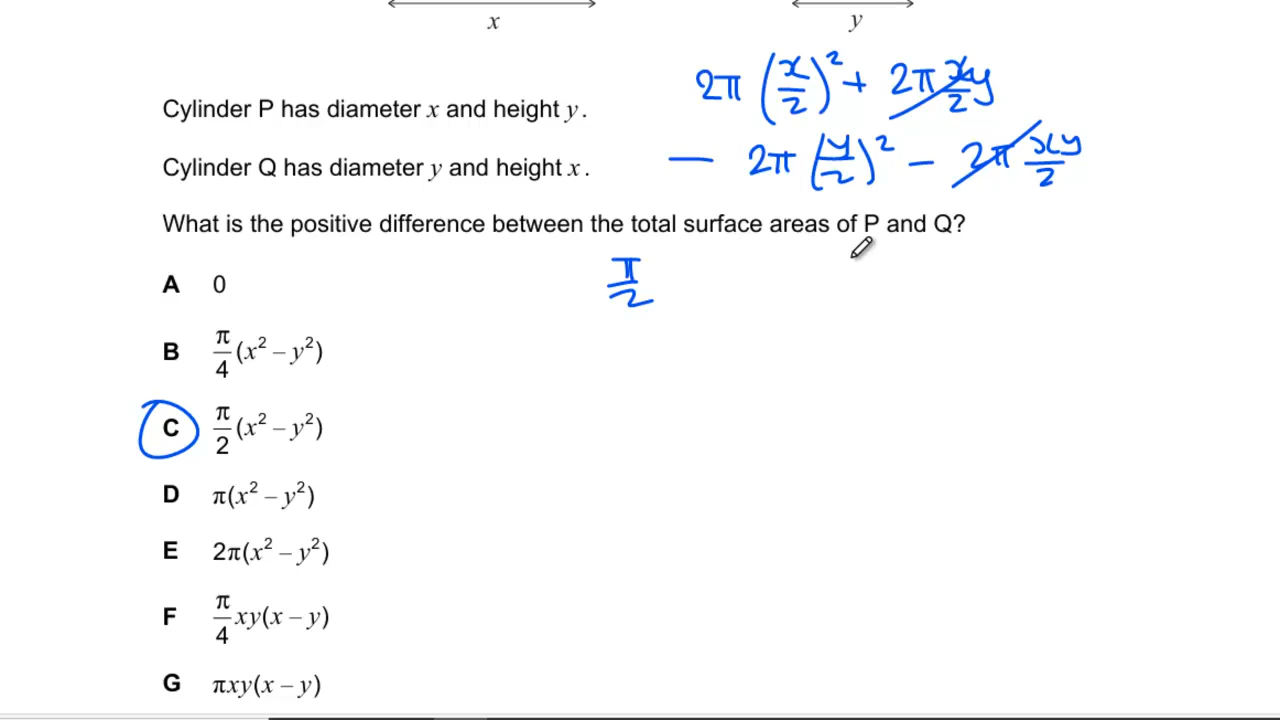 x y
2π (x/2)² + 2π x/2 y
Cylinder P has diameter x and height y.
− 2π (y/2)² − 2π xy/2
Cylinder Q has diameter y and height x.
What is the positive difference between the total surface areas of P and Q?
π/2
A 0
B π/4 (x² − y²)
C π/2 (x² − y²)
D π(x² − y²)
E 2π(x² − y²)
F π/4 xy(x − y)
G πxy(x − y)